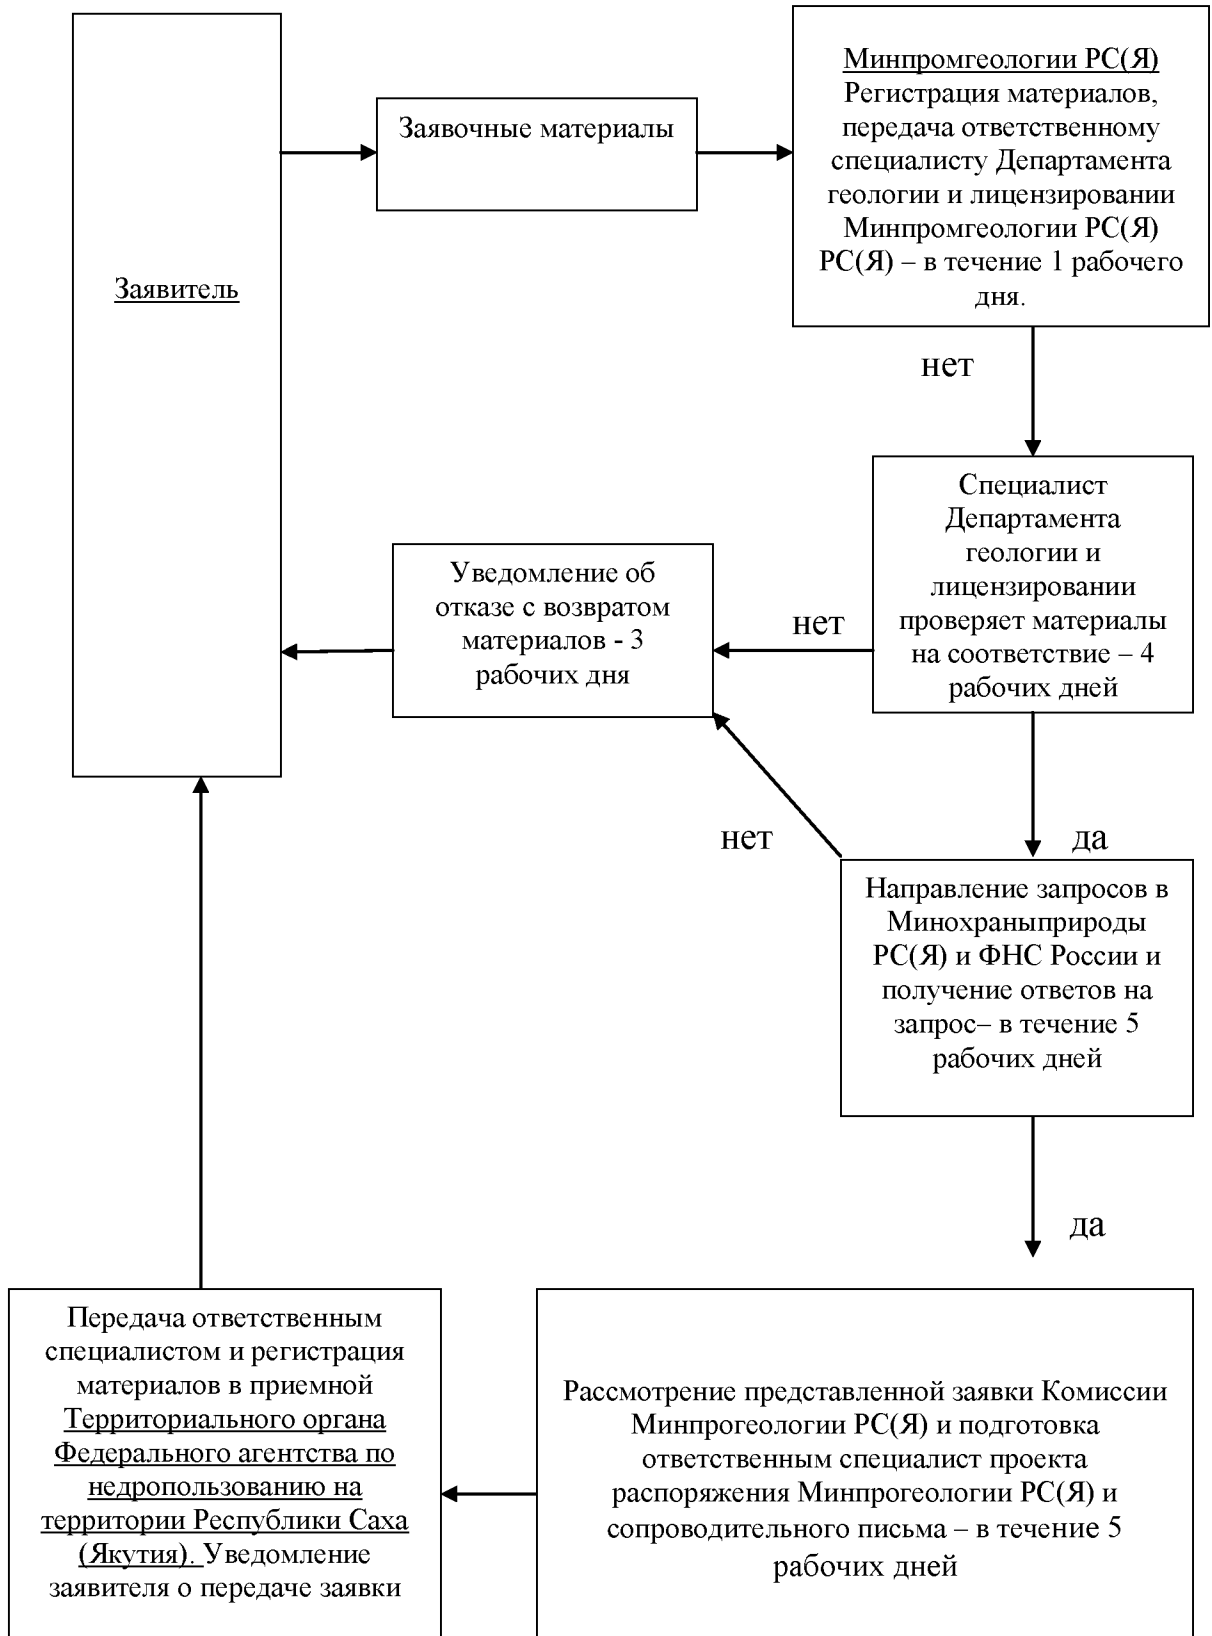 Заявитель
Заявочные материалы
Минпромгеологии РС(Я)
Регистрация материалов,
передача ответственному
специалисту Департамента
геологии и лицензировании
Минпромгеологии РС(Я)
РС(Я) – в течение 1 рабочего
дня.
нет
Специалист
Департамента
геологии и
лицензировании
проверяет материалы
на соответствие – 4
рабочих дней
нет
Уведомление об
отказе с возвратом
материалов - 3
рабочих дня
нет
да
Направление запросов в
Минохраныприроды
РС(Я) и ФНС России и
получение ответов на
запрос– в течение 5
рабочих дней
да
Рассмотрение представленной заявки Комиссии
Минпрогеологии РС(Я) и подготовка
ответственным специалист проекта
распоряжения Минпрогеологии РС(Я) и
сопроводительного письма – в течение 5
рабочих дней
Передача ответственным
специалистом и регистрация
материалов в приемной
Территориального органа
Федерального агентства по
недропользованию на
территории Республики Саха
(Якутия). Уведомление
заявителя о передаче заявки